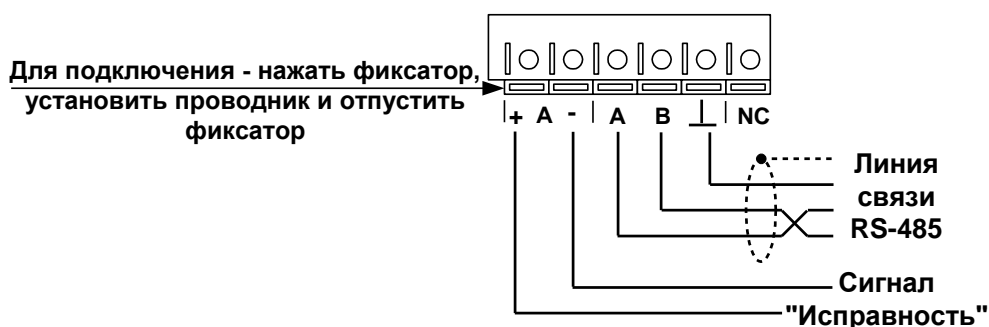 Для подключения - нажать фиксатор,
установить проводник и отпустить
фиксатор
+ A - A B NC
Линия
связи
RS-485
Сигнал
"Исправность"